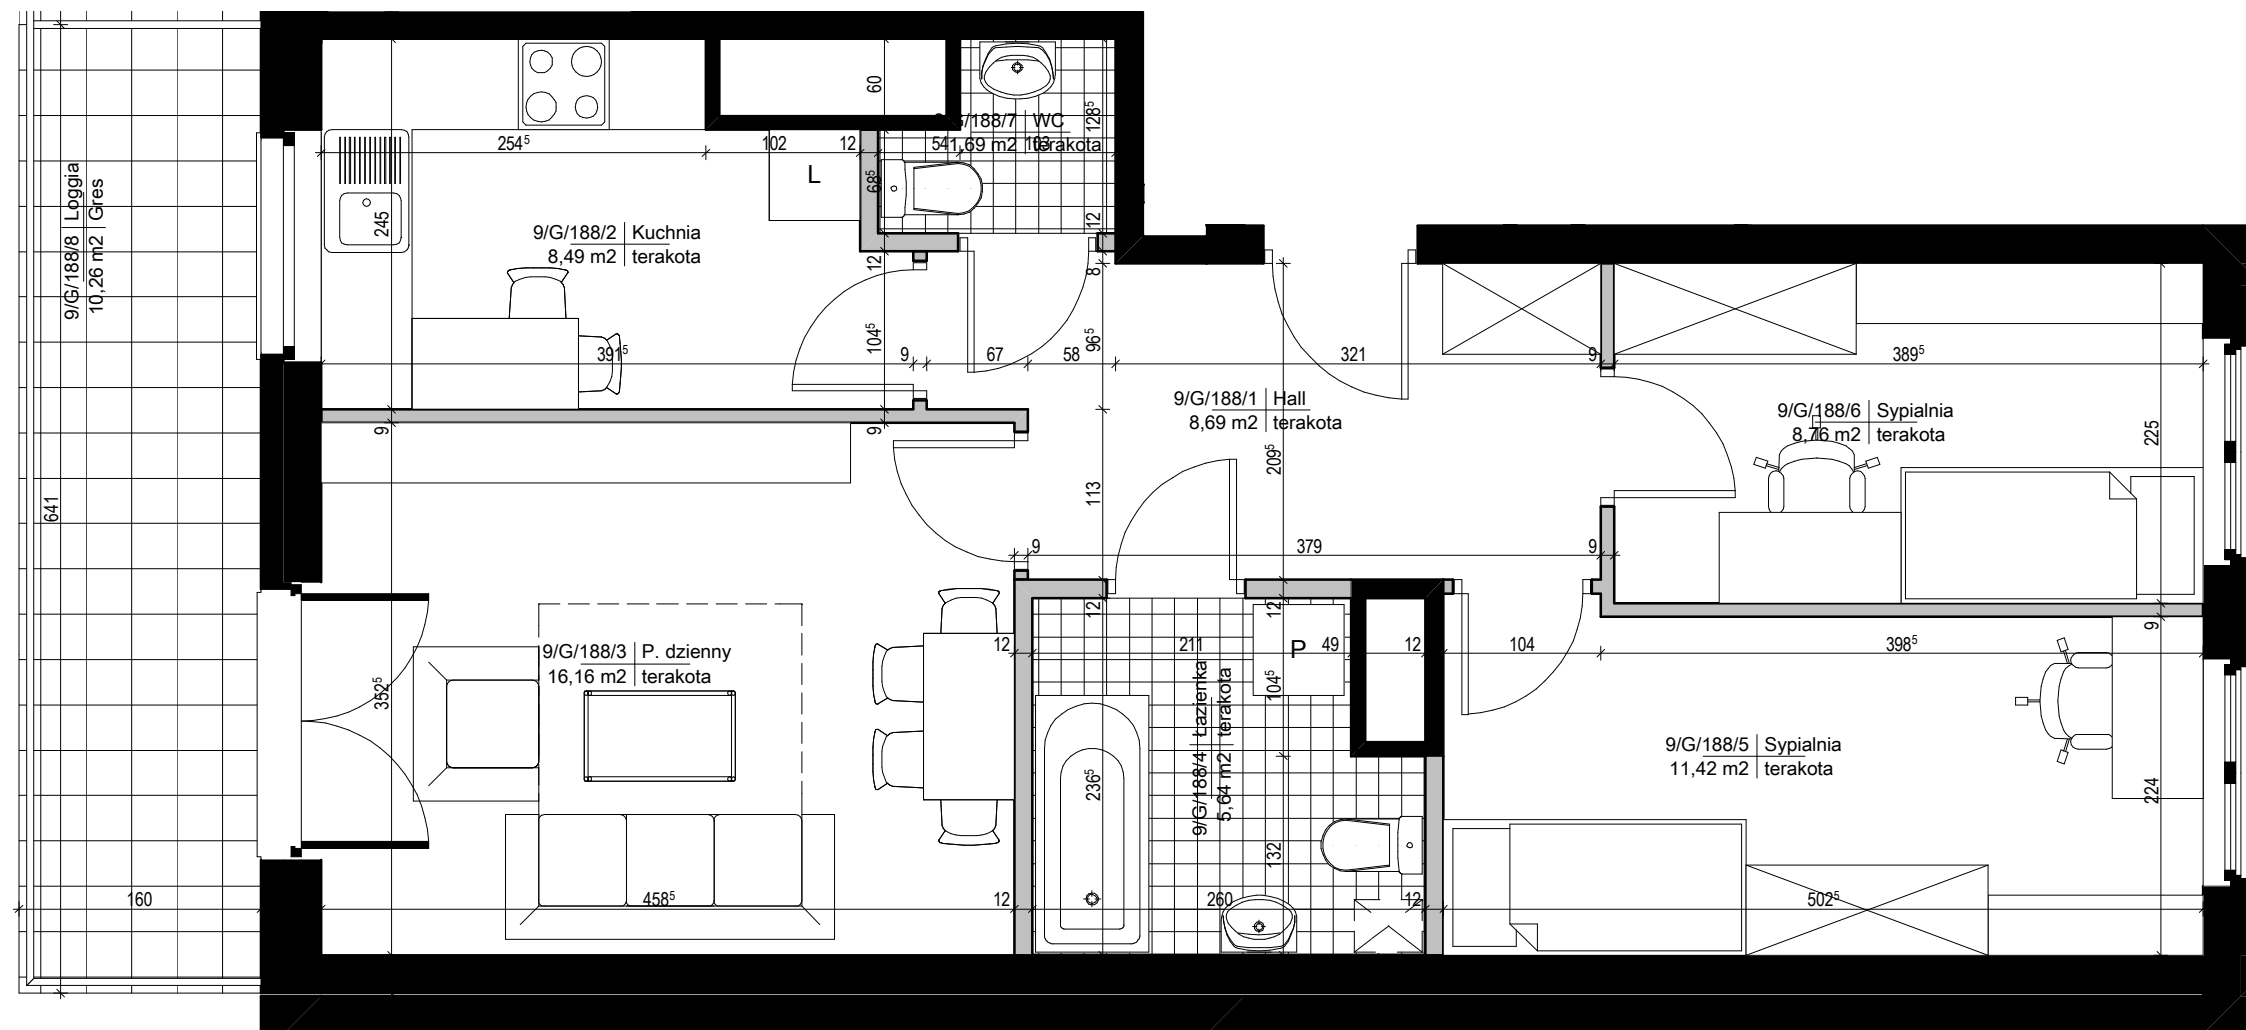 60
128⁵
9/G/188/7 WC
1,69 m2 terakota
254⁵
102
12
54
103
L
68⁵
9/G/188/8 Loggia
10,26 m2 Gres
245
9/G/188/2 Kuchnia
8,49 m2 terakota
12
12
8
104⁵
96⁵
391⁵
9
67
58
321
9
389⁵
9/G/188/1 Hall
8,69 m2 terakota
9/G/188/6 Sypialnia
8,76 m2 terakota
9
9
209⁵
225
641
113
9
379
9
12
12
9
12
211
49
12
104
398⁵
P
9/G/188/3 P. dzienny
16,16 m2 terakota
352⁵
104⁵
9/G/188/4 Łazienka
5,64 m2 terakota
9/G/188/5 Sypialnia
11,42 m2 terakota
236⁵
224
132
160
458⁵
12
260
12
502⁵